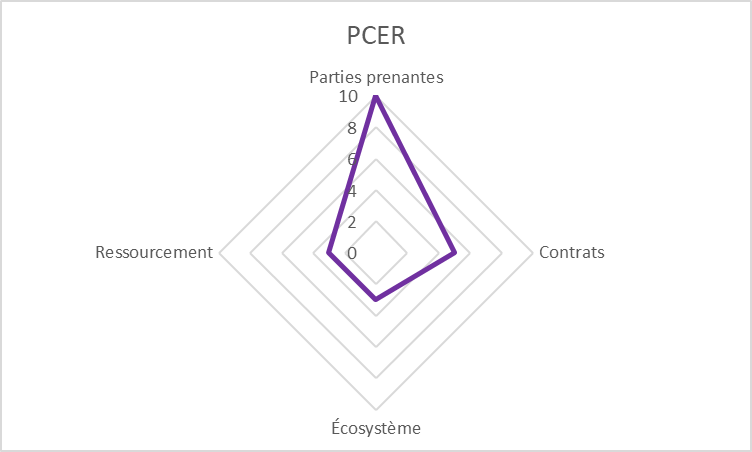 PCER
Parties prenantes
10
8
6
4
2
Ressourcement
0
Contrats
Écosystème